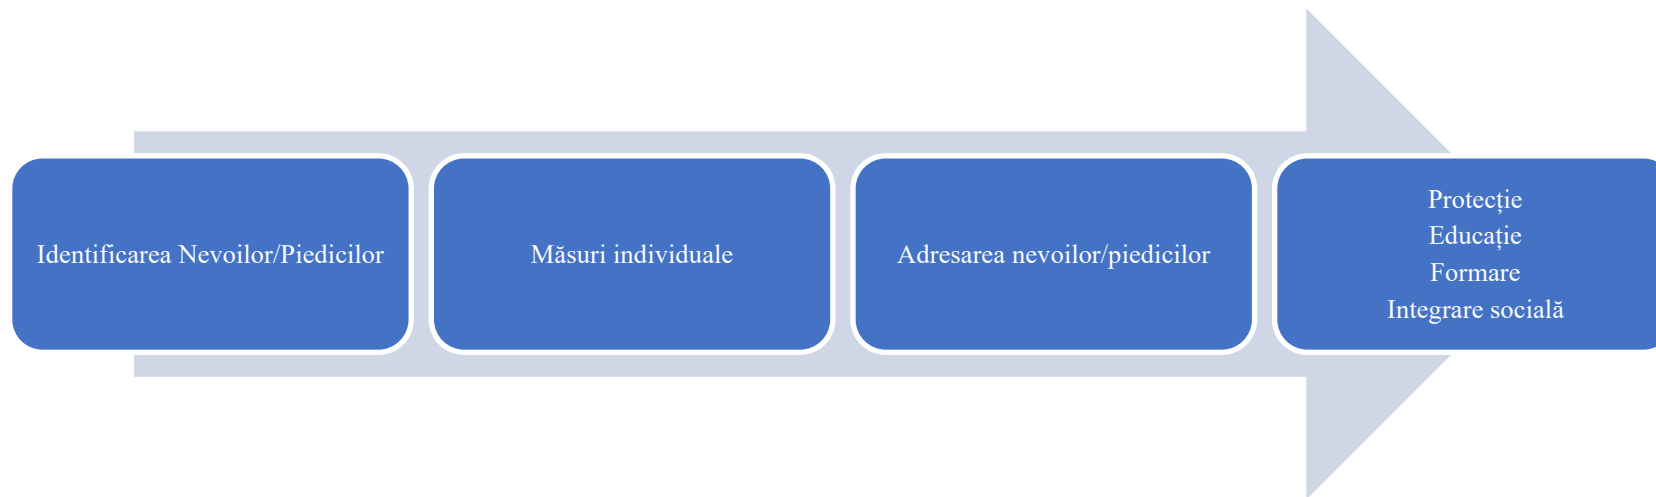 Identificarea Nevoilor/Piedicilor
Măsuri individuale
Adresarea nevoilor/piedicilor
Protecție
Educație
Formare
Integrare socială